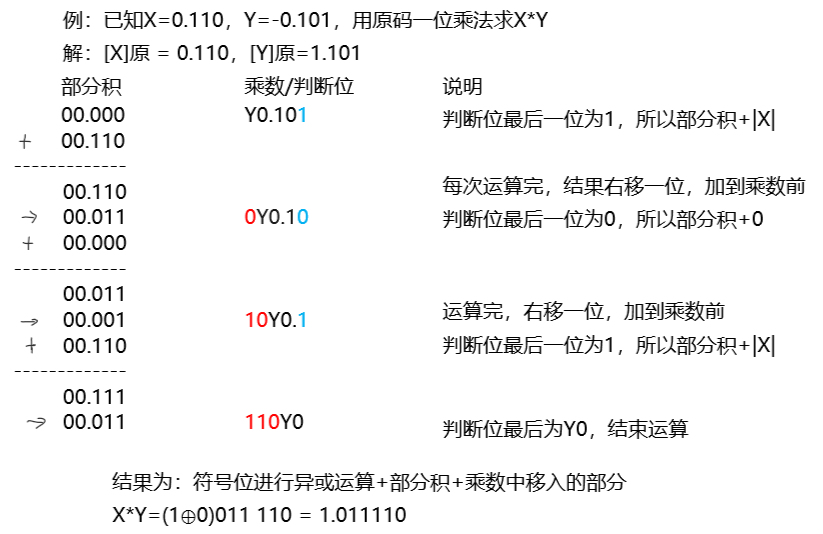 例：已知X=0.110，Y=-0.101，用原码一位乘法求X*Y
解：[X]原 = 0.110，[Y]原=1.101
部分积 乘数/判断位 说明
00.000 Y0.101 判断位最后一位为1，所以部分积+|X|
+ 00.110
-------------
00.110 每次运算完，结果右移一位，加到乘数前
→ 00.011 0Y0.10 判断位最后一位为0，所以部分积+0
+ 00.000
-------------
00.011 运算完，右移一位，加到乘数前
→ 00.001 10Y0.1
+ 00.110 判断位最后一位为1，所以部分积+|X|
-------------
00.111
→ 00.011 110Y0 判断位最后为Y0，结束运算
结果为：符号位进行异或运算+部分积+乘数中移入的部分
X*Y=(1⊕0)011 110 = 1.011110